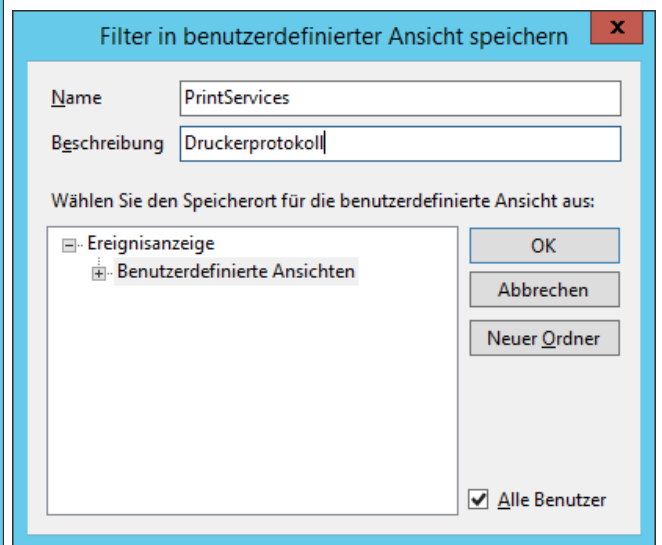 Filter in benutzerdefinierter Ansicht speichern
x
Name PrintServices
Beschreibung Druckerprotokoll
Wählen Sie den Speicherort für die benutzerdefinierte Ansicht aus:
Ereignisanzeige
Benutzerdefinierte Ansichten
OK
Abbrechen
Neuer Ordner
Alle Benutzer